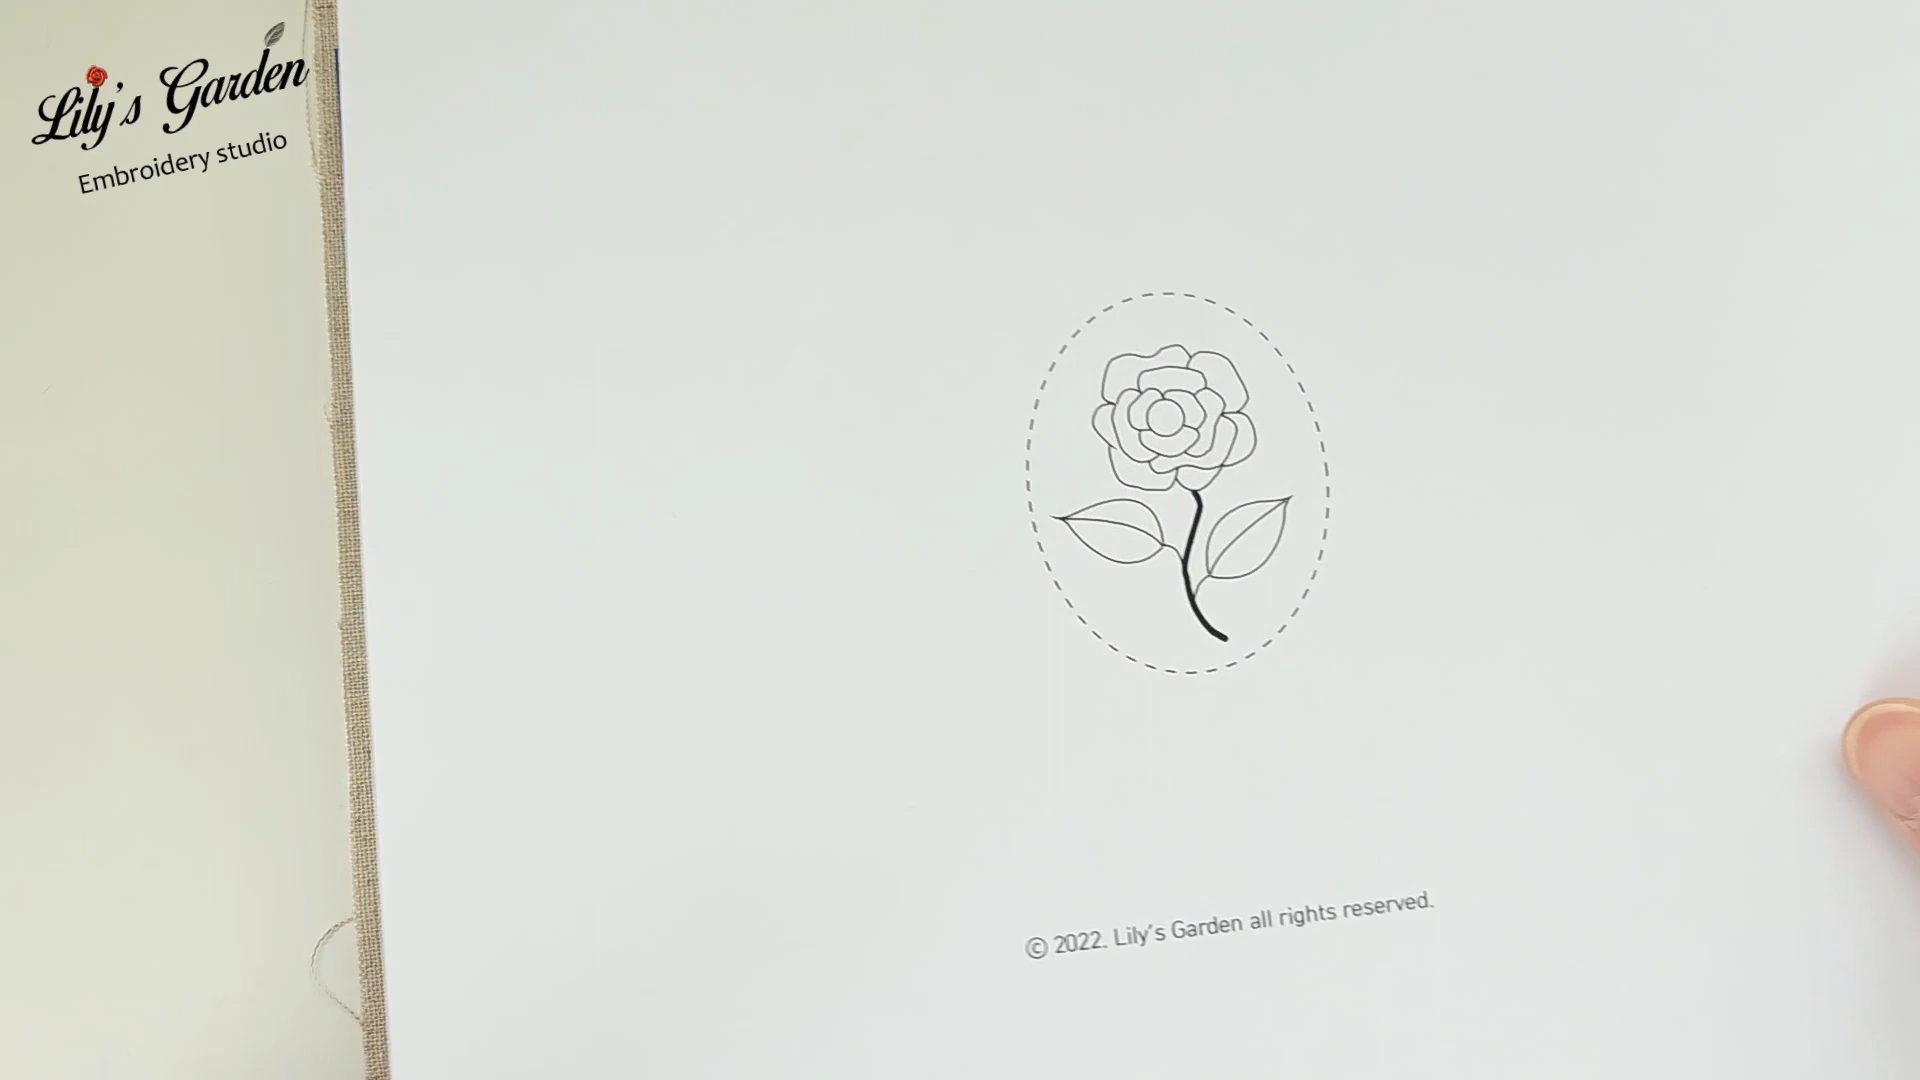 Lily's Garden
Embroidery studio
© 2022. Lily's Garden all rights reserved.